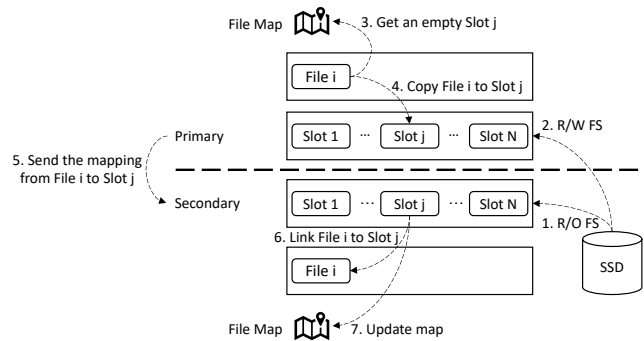 File Map
3. Get an empty Slot j
File i
4. Copy File i to Slot j
2. R/W FS
Primary
Slot 1 ... Slot j ... Slot N
5. Send the mapping
from File i to Slot j
Secondary
Slot 1 ... Slot j ... Slot N
1. R/O FS
6. Link File i to Slot j
File i
SSD
File Map
7. Update map